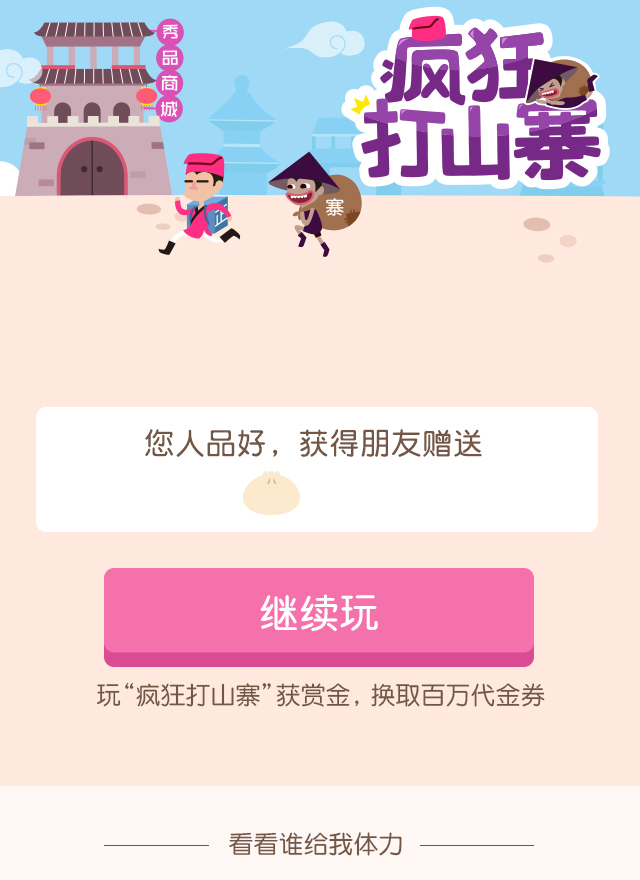 秀品商城
疯狂
打山寨
正
寨
您人品好，获得朋友赠送
继续玩
玩“疯狂打山寨”获赏金，换取百万代金券
看看谁给我体力